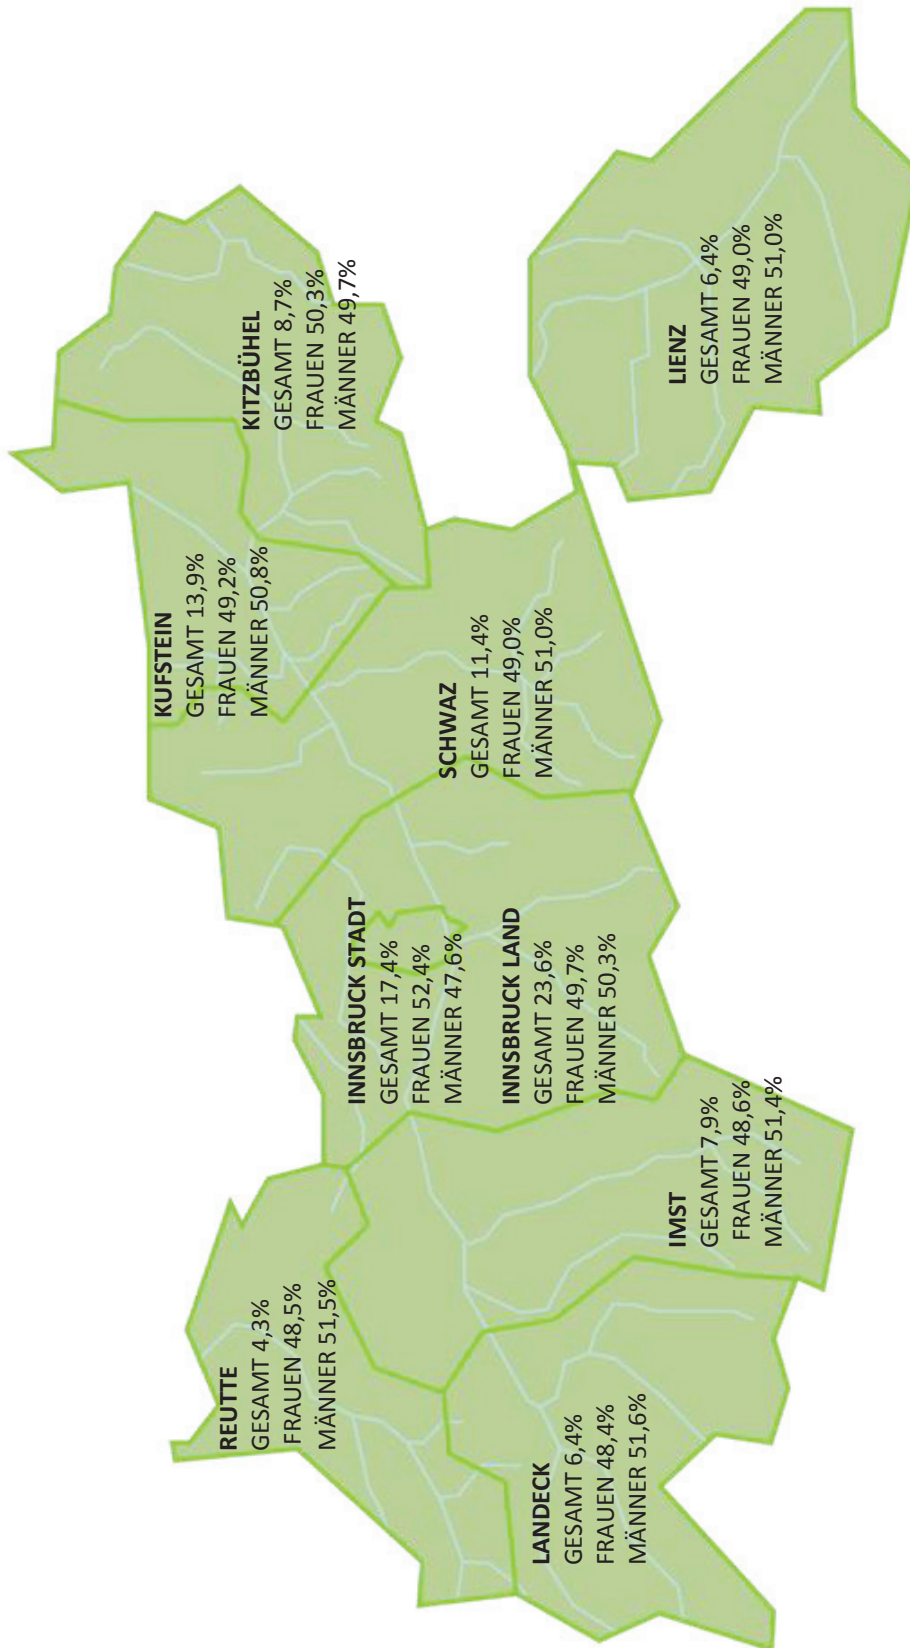 REUTTE
GESAMT 4,3%
FRAUEN 48,5%
MÄNNER 51,5%
LANDECK
GESAMT 6,4%
FRAUEN 48,4%
MÄNNER 51,6%
IMST
GESAMT 7,9%
FRAUEN 48,6%
MÄNNER 51,4%
INNSBRUCK STADT
GESAMT 17,4%
FRAUEN 52,4%
MÄNNER 47,6%
INNSBRUCK LAND
GESAMT 23,6%
FRAUEN 49,7%
MÄNNER 50,3%
KUFSTEIN
GESAMT 13,9%
FRAUEN 49,2%
MÄNNER 50,8%
SCHWAZ
GESAMT 11,4%
FRAUEN 49,0%
MÄNNER 51,0%
KITZBÜHEL
GESAMT 8,7%
FRAUEN 50,3%
MÄNNER 49,7%
LIENZ
GESAMT 6,4%
FRAUEN 49,0%
MÄNNER 51,0%